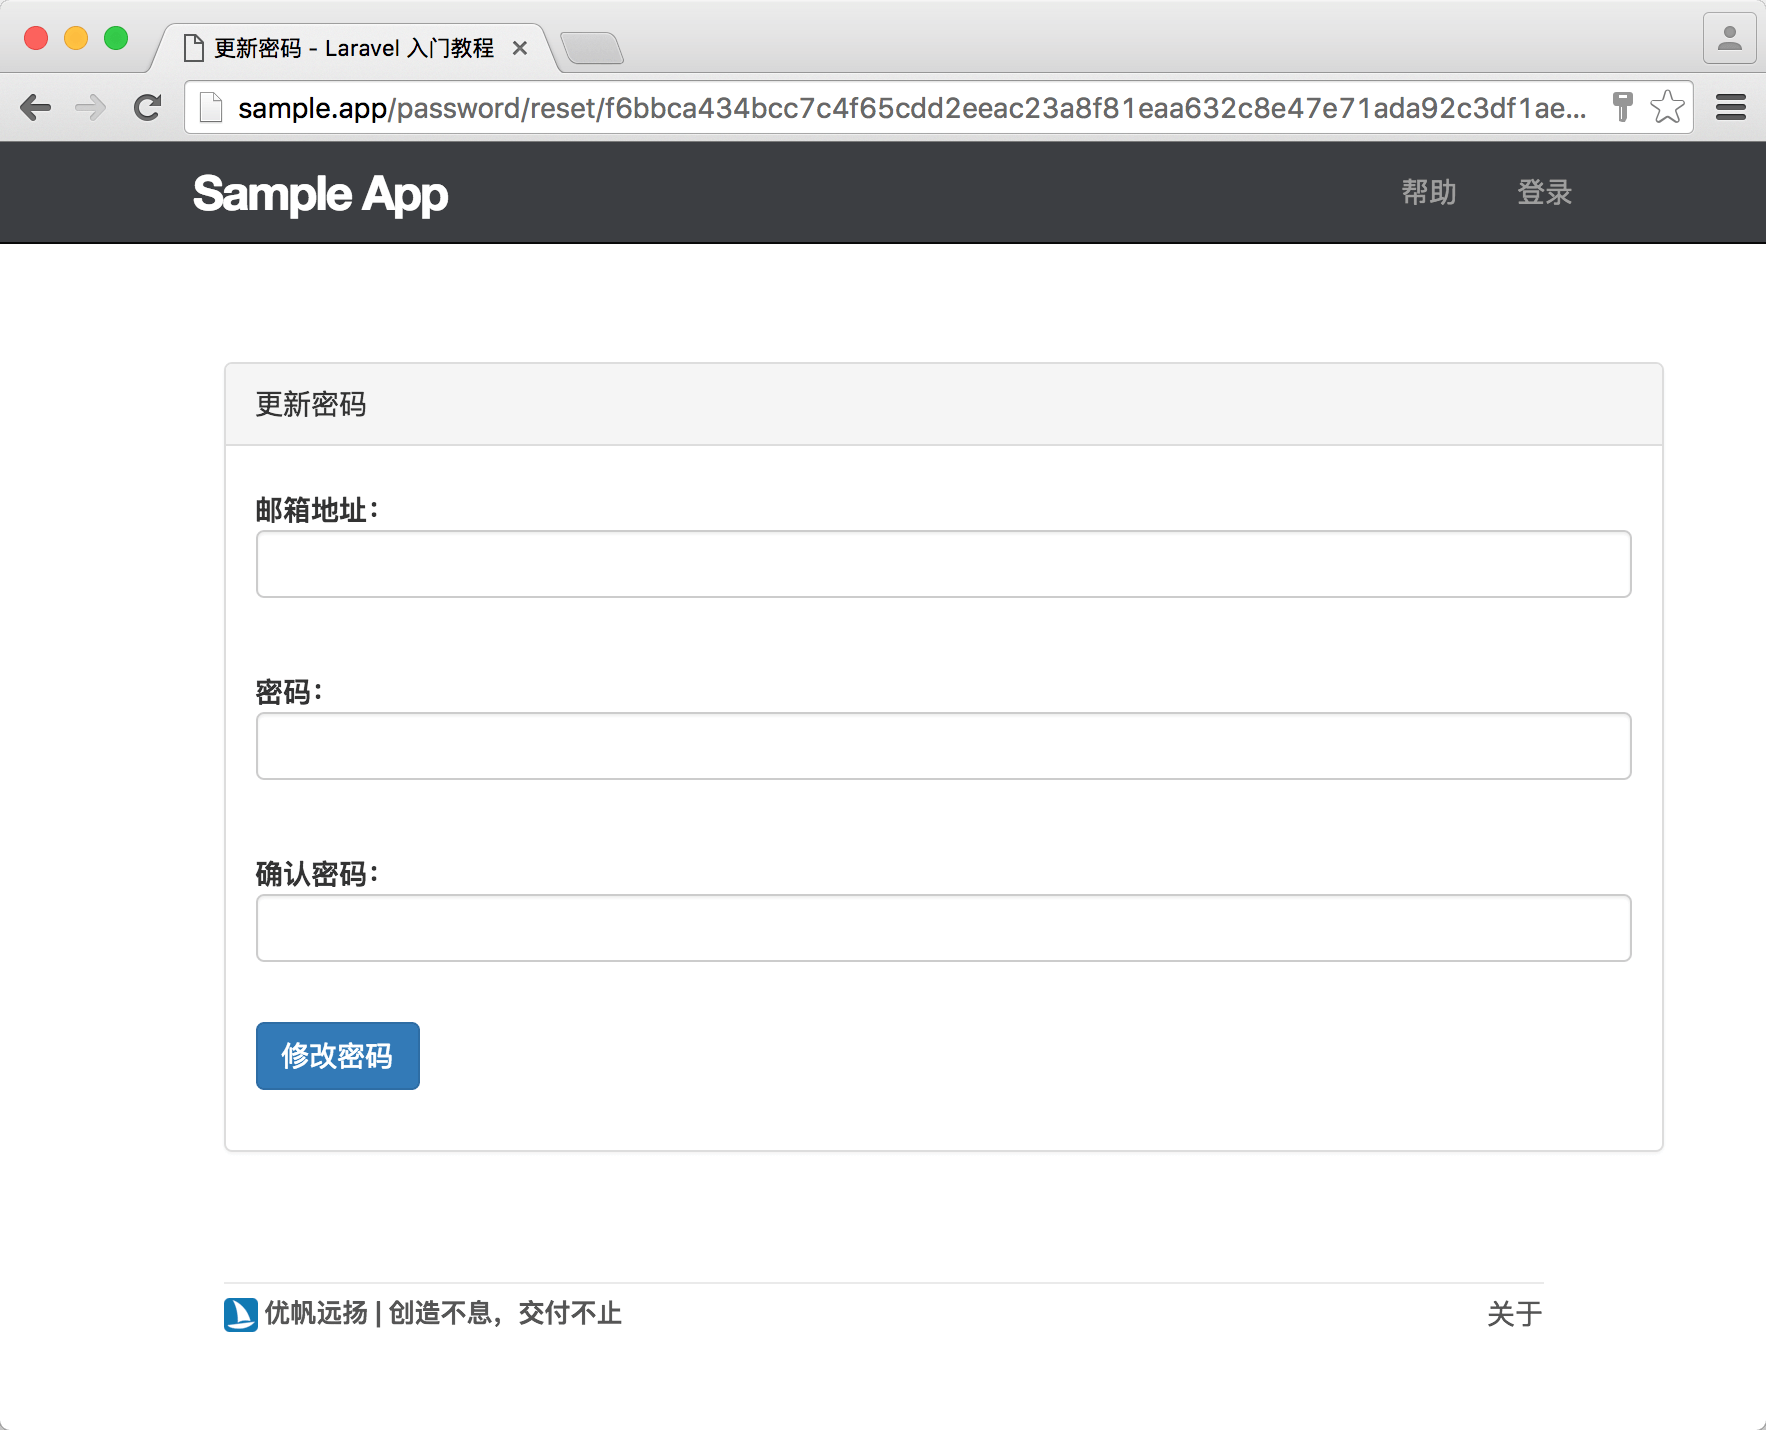 更新密码 - Laravel 入门教程
sample.app/password/reset/f6bbca434bcc7c4f65cdd2eeac23a8f81eaa632c8e47e71ada92c3df1ae...
Sample App
帮助
登录
更新密码
邮箱地址：
密码：
确认密码：
修改密码
优帆远扬 | 创造不息，交付不止
关于